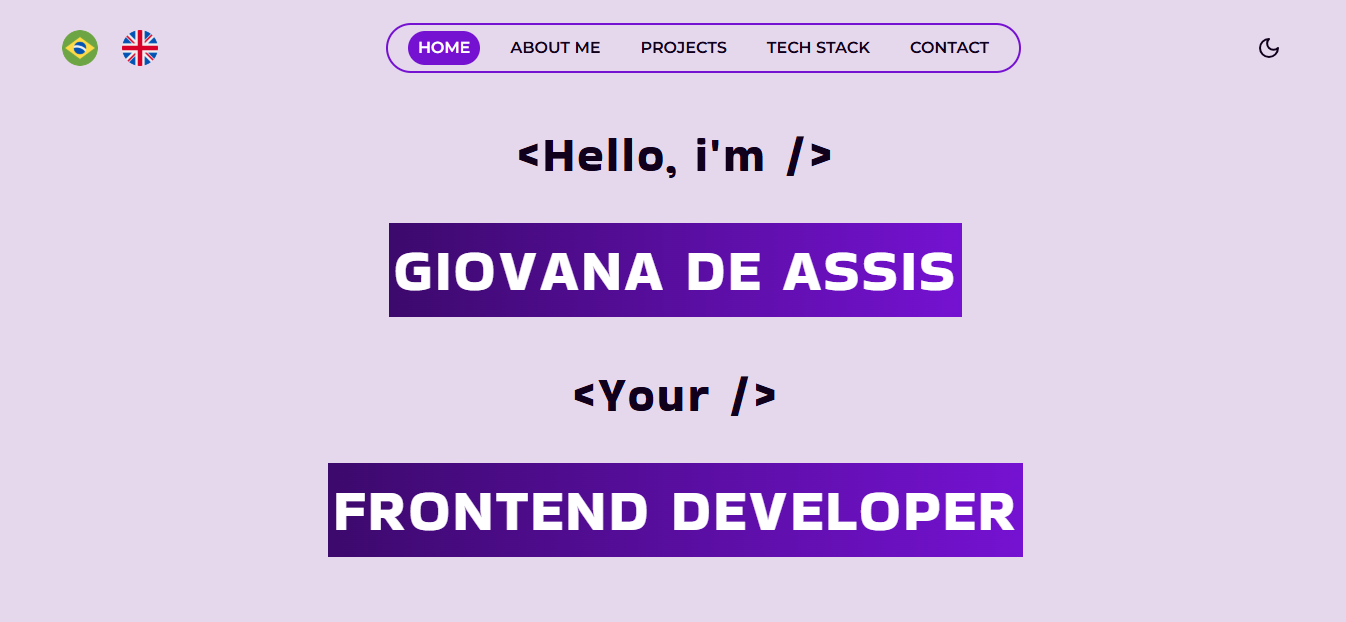 HOME ABOUT ME PROJECTS TECH STACK CONTACT
<Hello, i'm />
GIOVANA DE ASSIS
<Your />
FRONTEND DEVELOPER